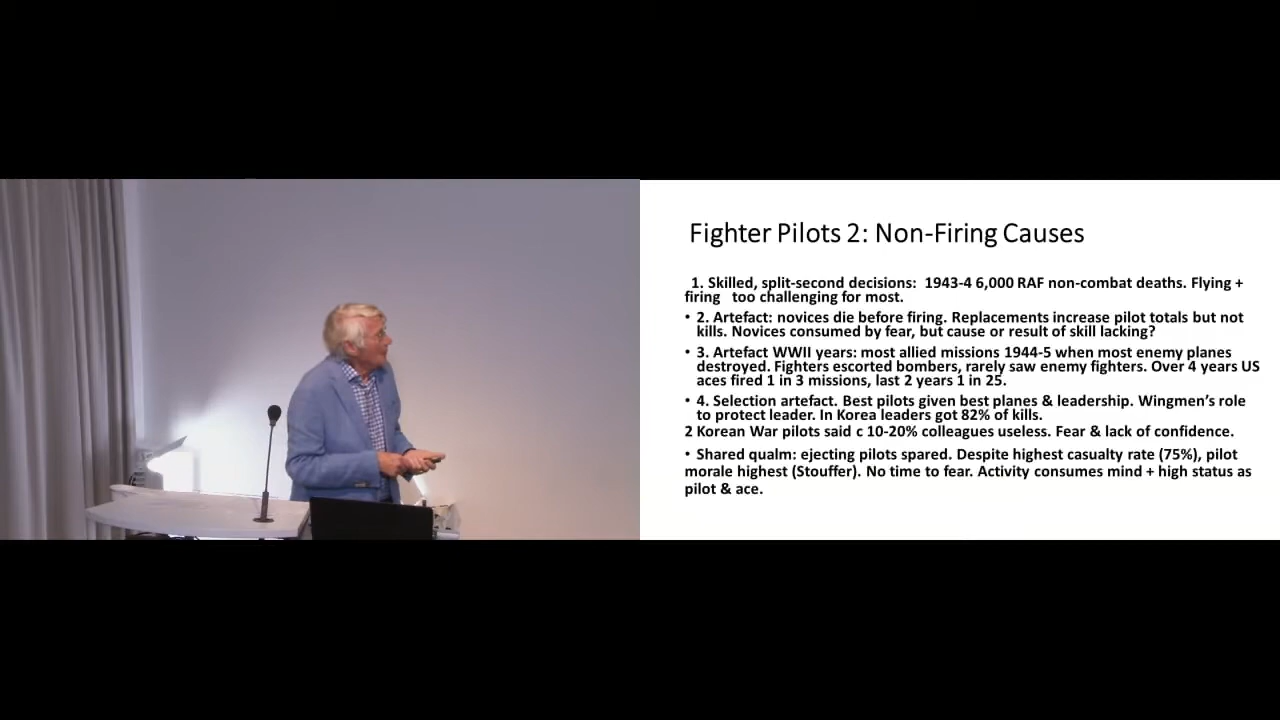 Fighter Pilots 2: Non-Firing Causes
1. Skilled, split-second decisions: 1943-4 6,000 RAF non-combat deaths. Flying +
firing too challenging for most.
• 2. Artefact: novices die before firing. Replacements increase pilot totals but not
kills. Novices consumed by fear, but cause or result of skill lacking?
• 3. Artefact WWII years: most allied missions 1944-5 when most enemy planes
destroyed. Fighters escorted bombers, rarely saw enemy fighters. Over 4 years US
aces fired 1 in 3 missions, last 2 years 1 in 25.
• 4. Selection artefact. Best pilots given best planes & leadership. Wingmen's role
to protect leader. In Korea leaders got 82% of kills.
2 Korean War pilots said c 10-20% colleagues useless. Fear & lack of confidence.
• Shared qualm: ejecting pilots spared. Despite highest casualty rate (75%), pilot
morale highest (Stouffer). No time to fear. Activity consumes mind + high status as
pilot & ace.